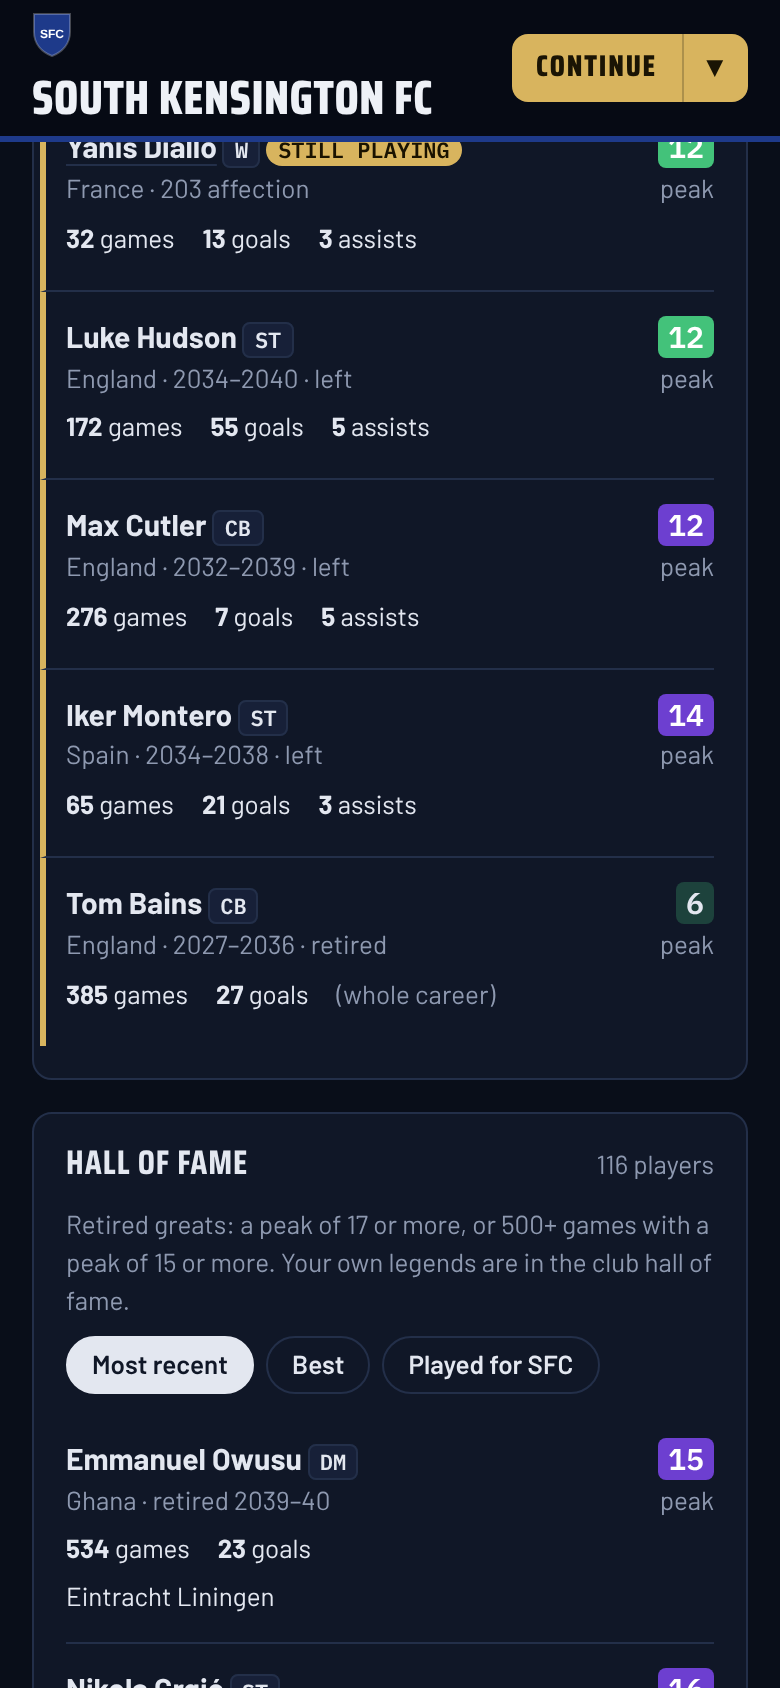 SFC
SOUTH KENSINGTON FC
CONTINUE ▼
Yanis Diallo W STILL PLAYING 12
France · 203 affection peak
32 games 13 goals 3 assists
Luke Hudson ST 12
England · 2034–2040 · left peak
172 games 55 goals 5 assists
Max Cutler CB 12
England · 2032–2039 · left peak
276 games 7 goals 5 assists
Iker Montero ST 14
Spain · 2034–2038 · left peak
65 games 21 goals 3 assists
Tom Bains CB 6
England · 2027–2036 · retired peak
385 games 27 goals (whole career)
HALL OF FAME 116 players
Retired greats: a peak of 17 or more, or 500+ games with a
peak of 15 or more. Your own legends are in the club hall of
fame.
Most recent Best Played for SFC
Emmanuel Owusu DM 15
Ghana · retired 2039–40 peak
534 games 23 goals
Eintracht Liningen
Nikola ST 16